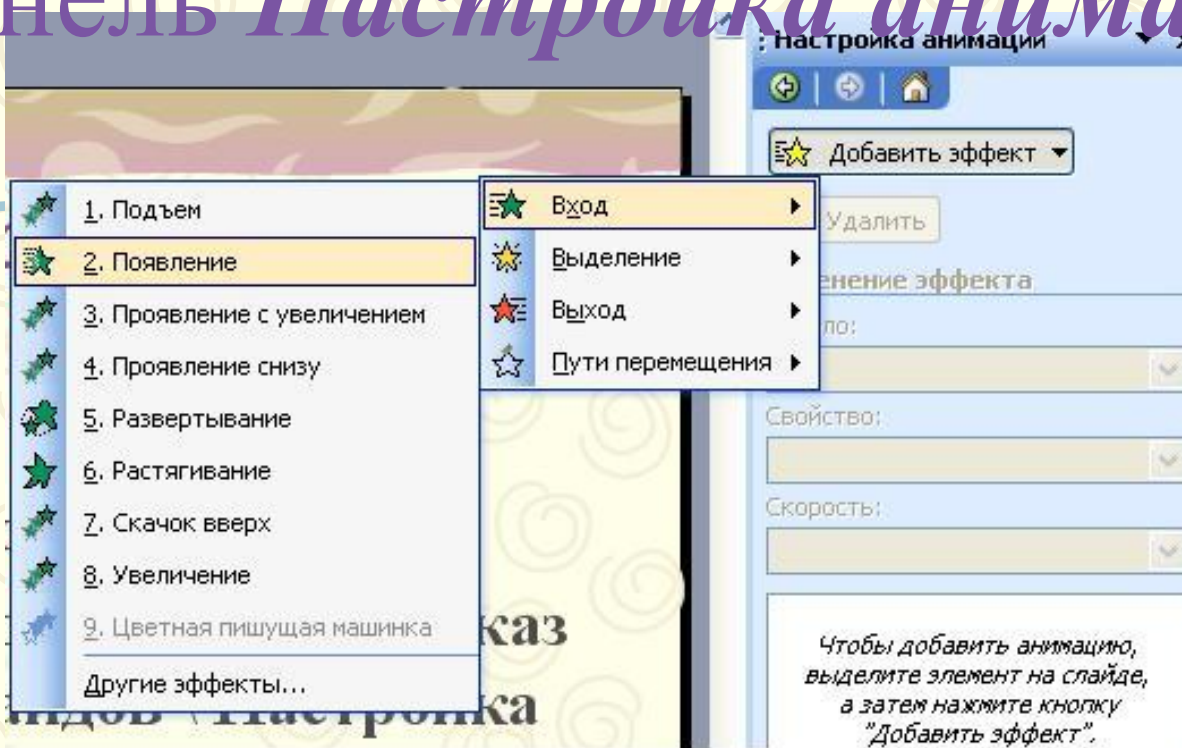 нель Настройка анима
Настройка анимации
Добавить эффект
Удалить
енение эффекта
ло:
Свойство:
Скорость:
Чтобы добавить анимацию,
выделите элемент на слайде,
а затем нажмите кнопку
"Добавить эффект".
Вход
Выделение
Выход
Пути перемещения
1. Подъем
2. Появление
3. Проявление с увеличением
4. Проявление снизу
5. Развертывание
6. Растягивание
7. Скачок вверх
8. Увеличение
9. Цветная пишущая машинка
Другие эффекты...
каз
Настройка